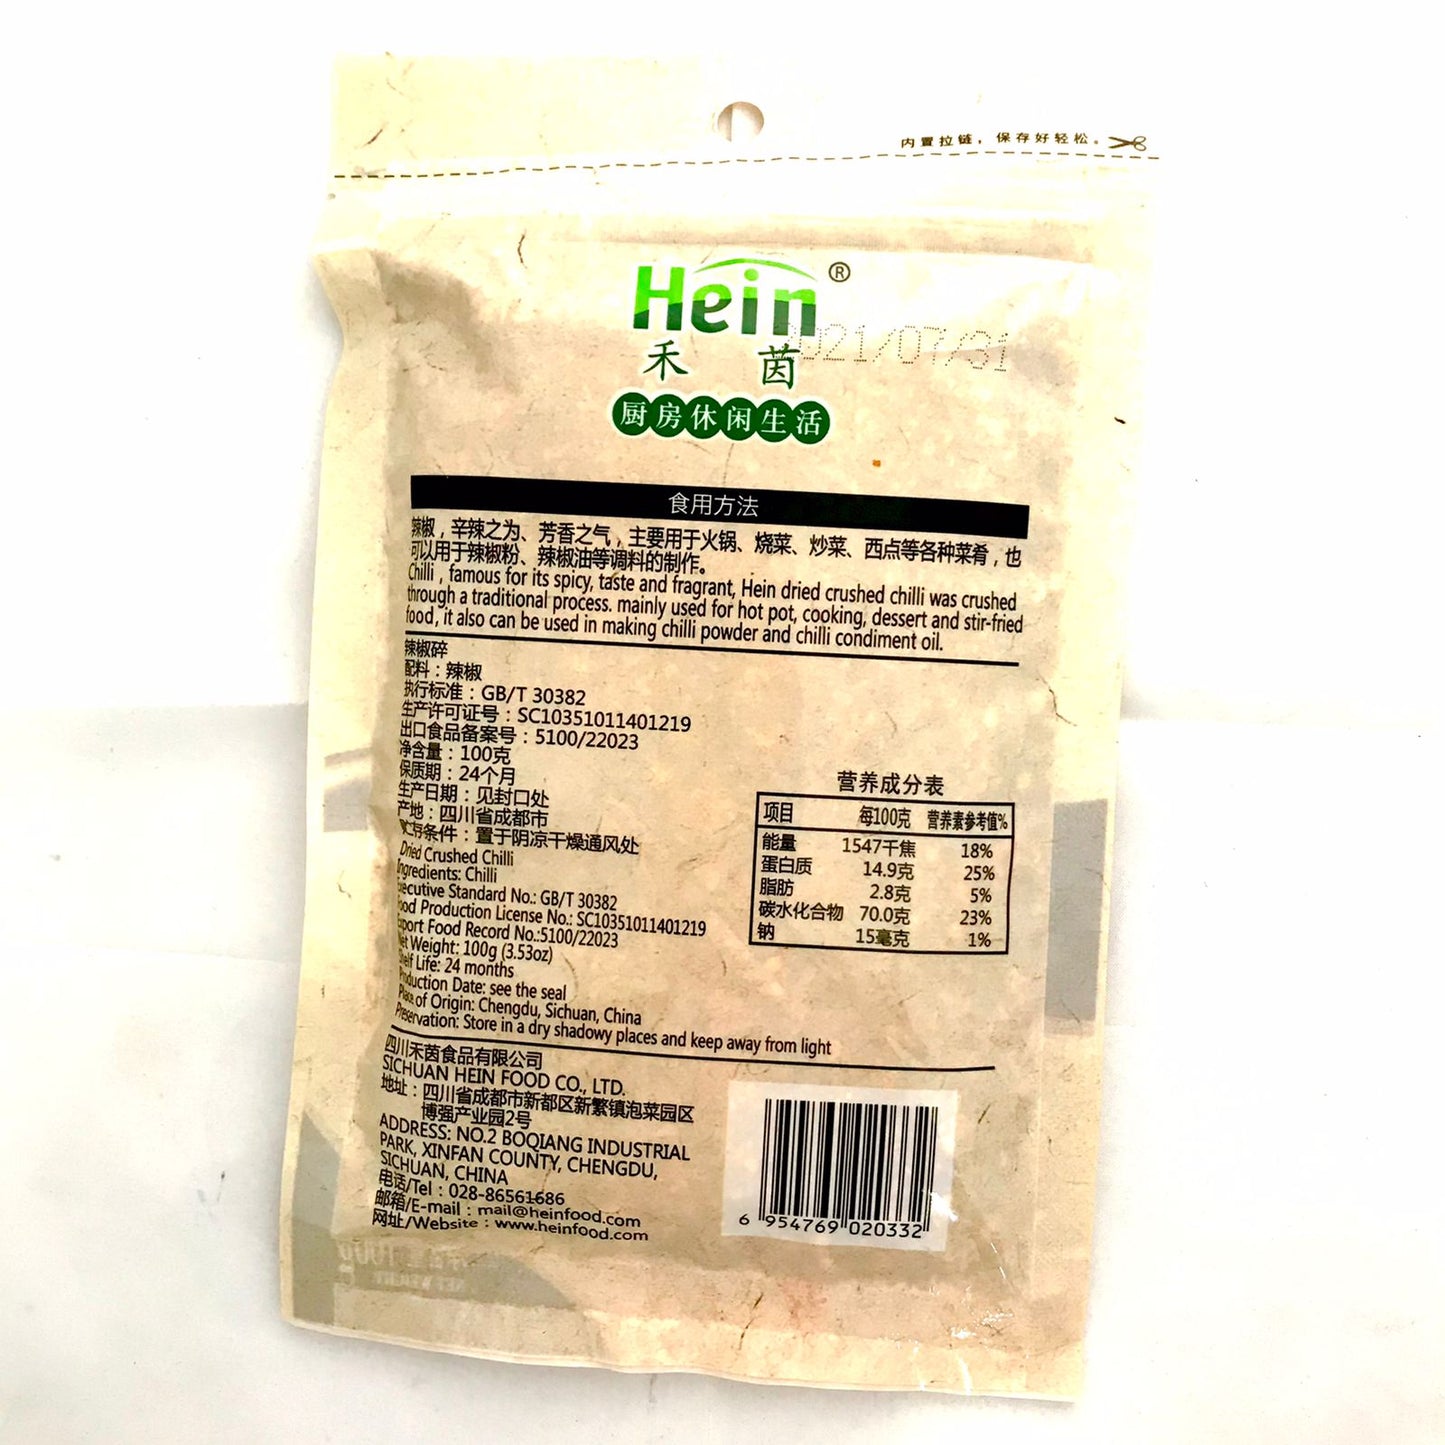 内置拉链，保存好轻松。
Hein®
2021/07/31
禾茵
厨房休闲生活
食用方法
辣椒，辛辣之为、芳香之气，主要用于火锅、烧菜、炒菜、西点等各种菜肴，也
可以用于辣椒粉、辣椒油等调料的制作。
Chilli , famous for its spicy, taste and fragrant, Hein dried crushed chilli was crushed
through a traditional process. mainly used for hot pot, cooking, dessert and stir-fried
food, it also can be used in making chilli powder and chilli condiment oil.
辣椒碎
配料：辣椒
执行标准：GB/T 30382
生产许可证号：SC10351011401219
出口食品备案号：5100/22023
净含量：100克
保质期：24个月
生产日期：见封口处
产地：四川省成都市
贮存条件：置于阴凉干燥通风处
Dried Crushed Chilli
Ingredients: Chilli
Executive Standard No.: GB/T 30382
Food Production License No.: SC10351011401219
Export Food Record No.:5100/22023
Net Weight: 100g (3.53oz)
Shelf Life: 24 months
Production Date: see the seal
Place of Origin: Chengdu, Sichuan, China
Preservation: Store in a dry shadowy places and keep away from light
营养成分表
项目 每100克 营养素参考值%
能量 1547千焦 18%
蛋白质 14.9克 25%
脂肪 2.8克 5%
碳水化合物 70.0克 23%
钠 15毫克 1%
四川禾茵食品有限公司
SICHUAN HEIN FOOD CO., LTD.
地址：四川省成都市新都区新繁镇泡菜园区
博强产业园2号
ADDRESS: NO.2 BOQIANG INDUSTRIAL
PARK, XINFAN COUNTY, CHENGDU,
SICHUAN, CHINA
电话/Tel：028-86561686
邮箱/E-mail：mail@heinfood.com
网址/Website：www.heinfood.com
6 954769 020332